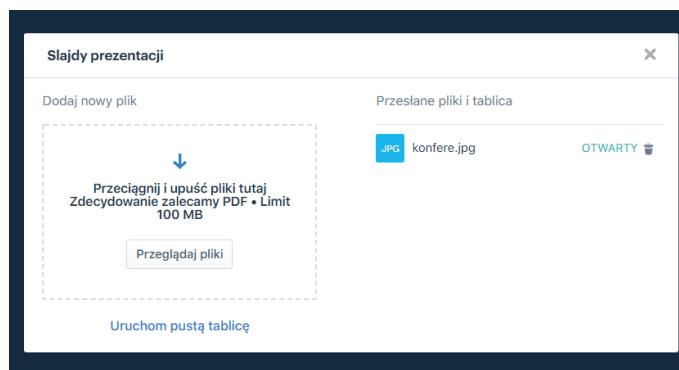 Slajdy prezentacji
×
Dodaj nowy plik
Przeciągnij i upuść pliki tutaj
Zdecydowanie zalecamy PDF • Limit
100 MB
Przeglądaj pliki
Uruchom pustą tablicę
Przesłane pliki i tablica
JPG konfere.jpg OTWARTY